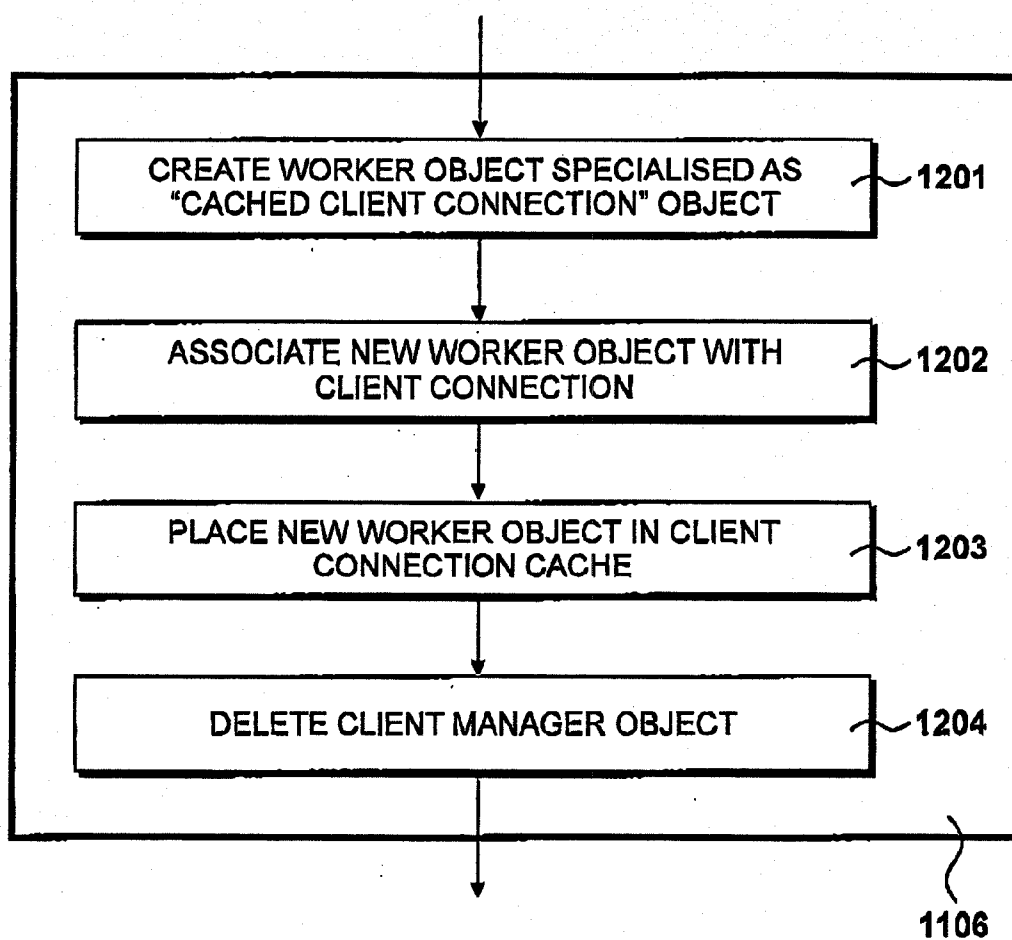 CREATE WORKER OBJECT SPECIALISED AS
“CACHED CLIENT CONNECTION” OBJECT
1201
ASSOCIATE NEW WORKER OBJECT WITH
CLIENT CONNECTION
1202
PLACE NEW WORKER OBJECT IN CLIENT
CONNECTION CACHE
1203
DELETE CLIENT MANAGER OBJECT
1204
1106